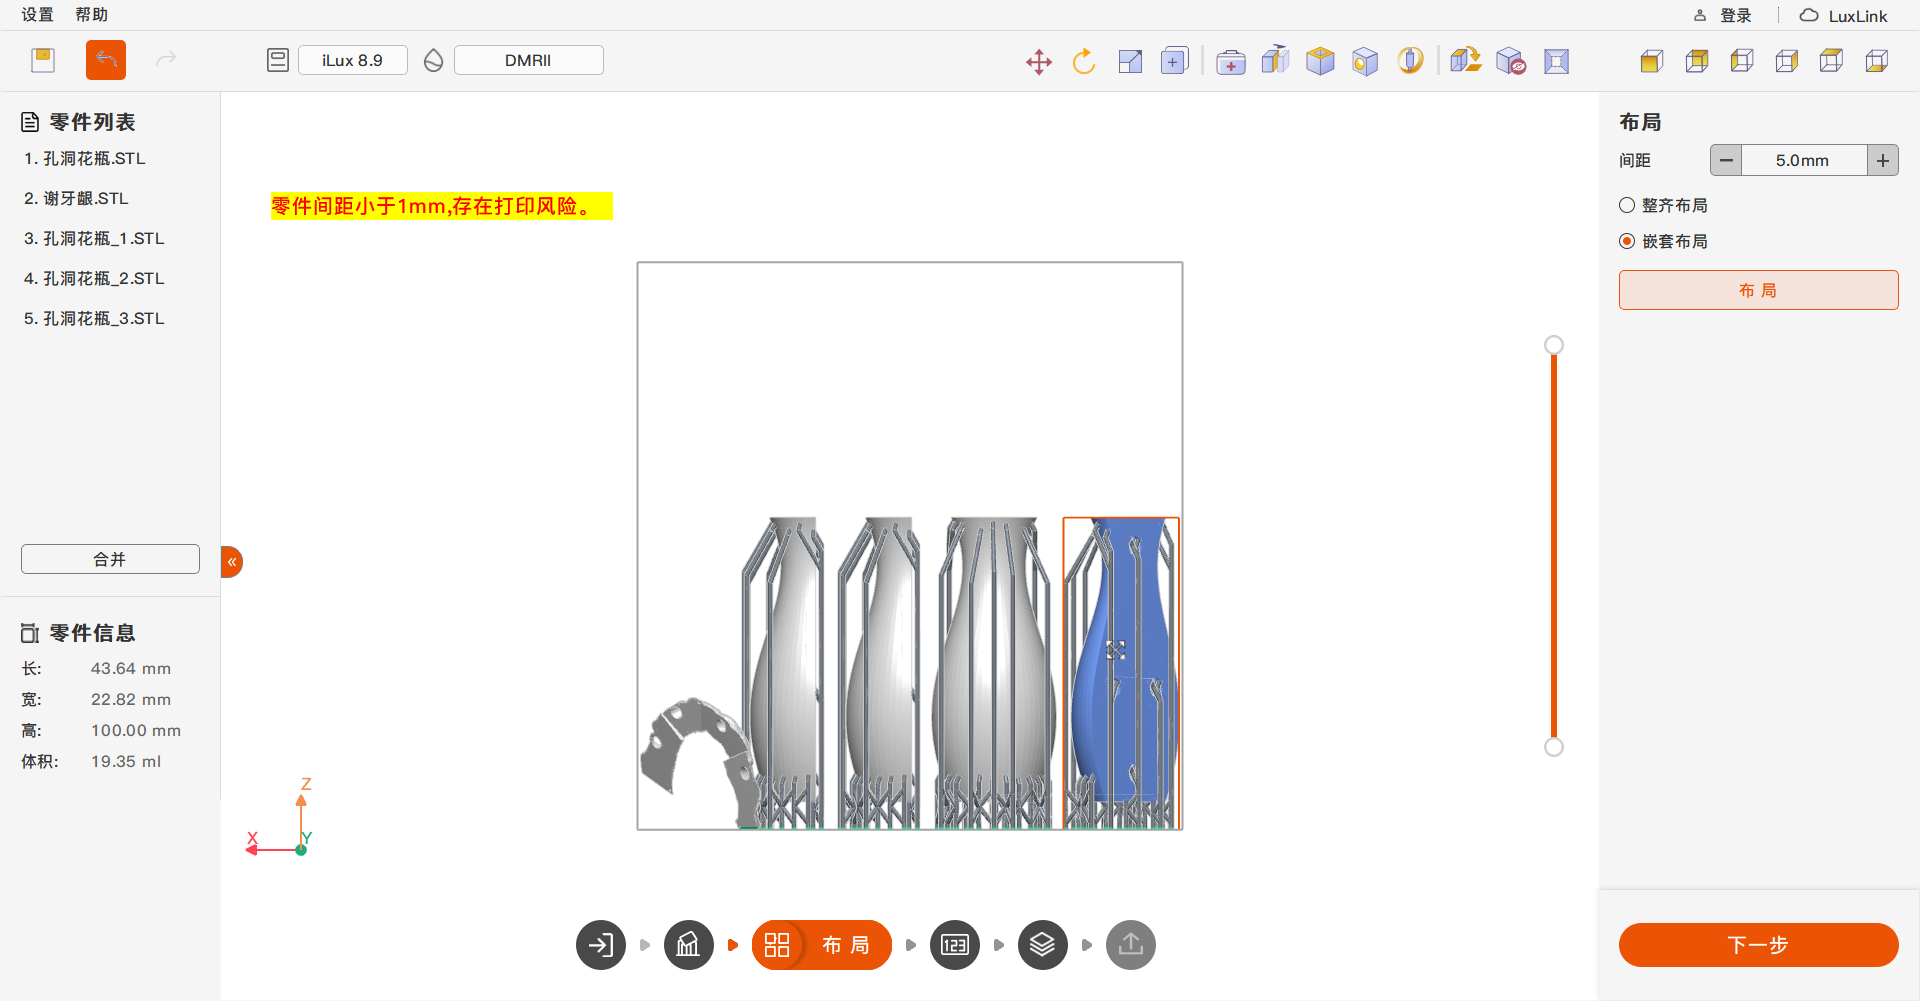 设置 帮助 登录 LuxLink
iLux 8.9 DMRII
零件列表
1. 孔洞花瓶.STL
2. 谢牙龈.STL
3. 孔洞花瓶_1.STL
4. 孔洞花瓶_2.STL
5. 孔洞花瓶_3.STL
合并
«
零件信息
长: 43.64 mm
宽: 22.82 mm
高: 100.00 mm
体积: 19.35 ml
零件间距小于1mm,存在打印风险。
Z
X Y
布局
123
布局
间距 5.0mm
整齐布局
嵌套布局
布局
下一步